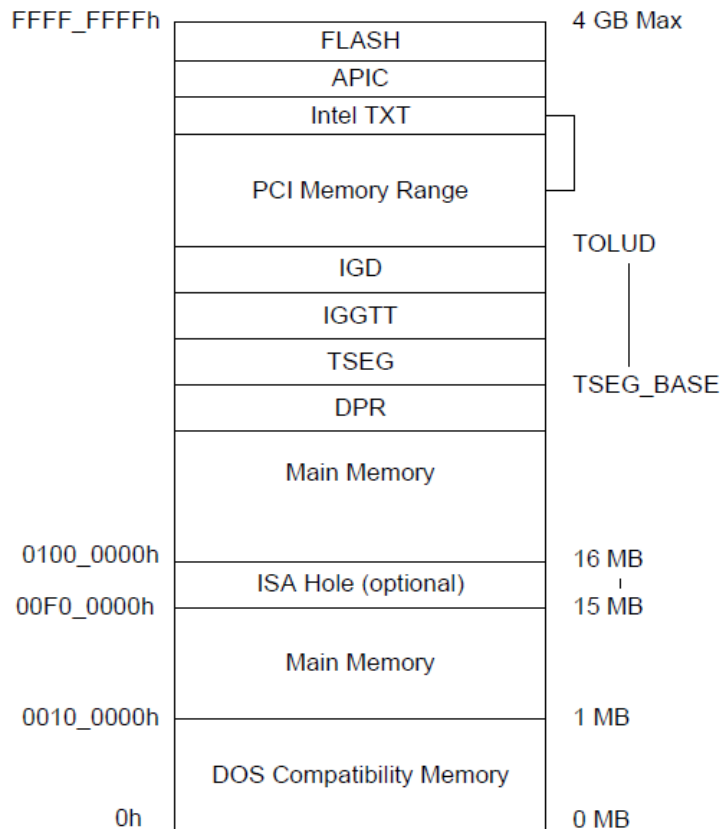 FFFF_FFFFh
4 GB Max
FLASH
APIC
Intel TXT
PCI Memory Range
TOLUD
IGD
IGGTT
TSEG
TSEG_BASE
DPR
Main Memory
0100_0000h
16 MB
ISA Hole (optional)
00F0_0000h
15 MB
Main Memory
0010_0000h
1 MB
DOS Compatibility Memory
0h
0 MB